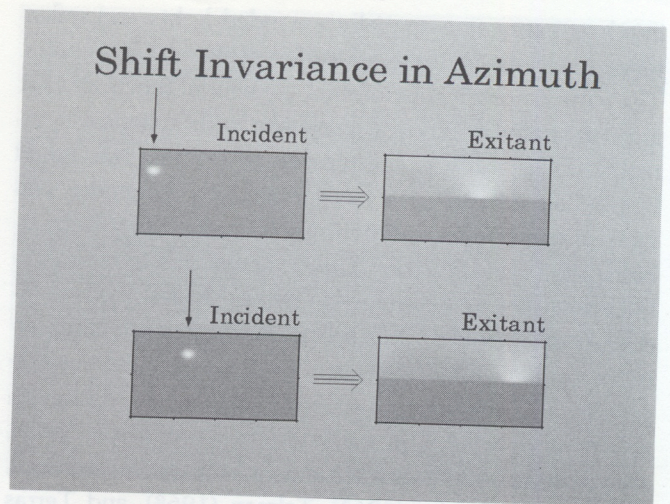 Shift Invariance in Azimuth
Incident
Exitant
Incident
Exitant